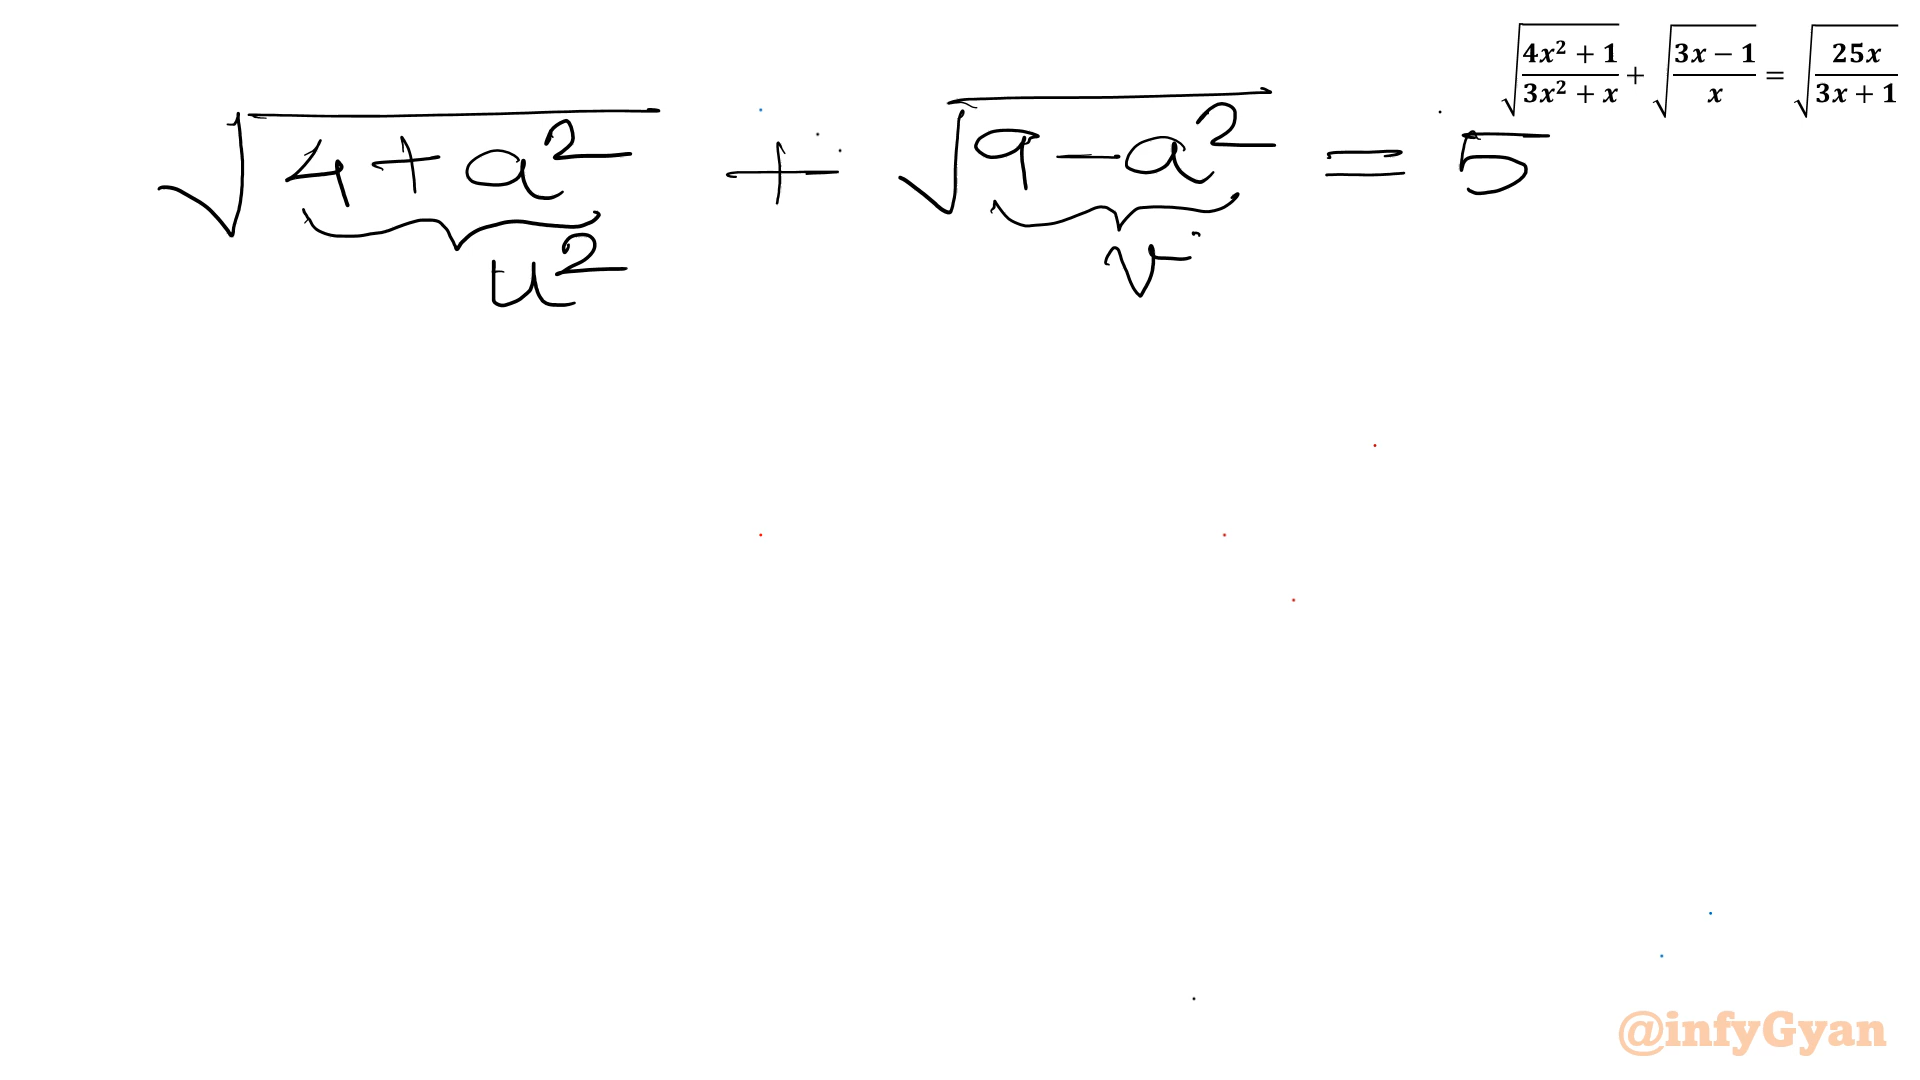 √((4x² + 1)/(3x² + x)) + √((3x − 1)/x) = √(25x/(3x + 1))
√(4 + a²) + √(9 − a²) = 5
u² v
@infyGyan